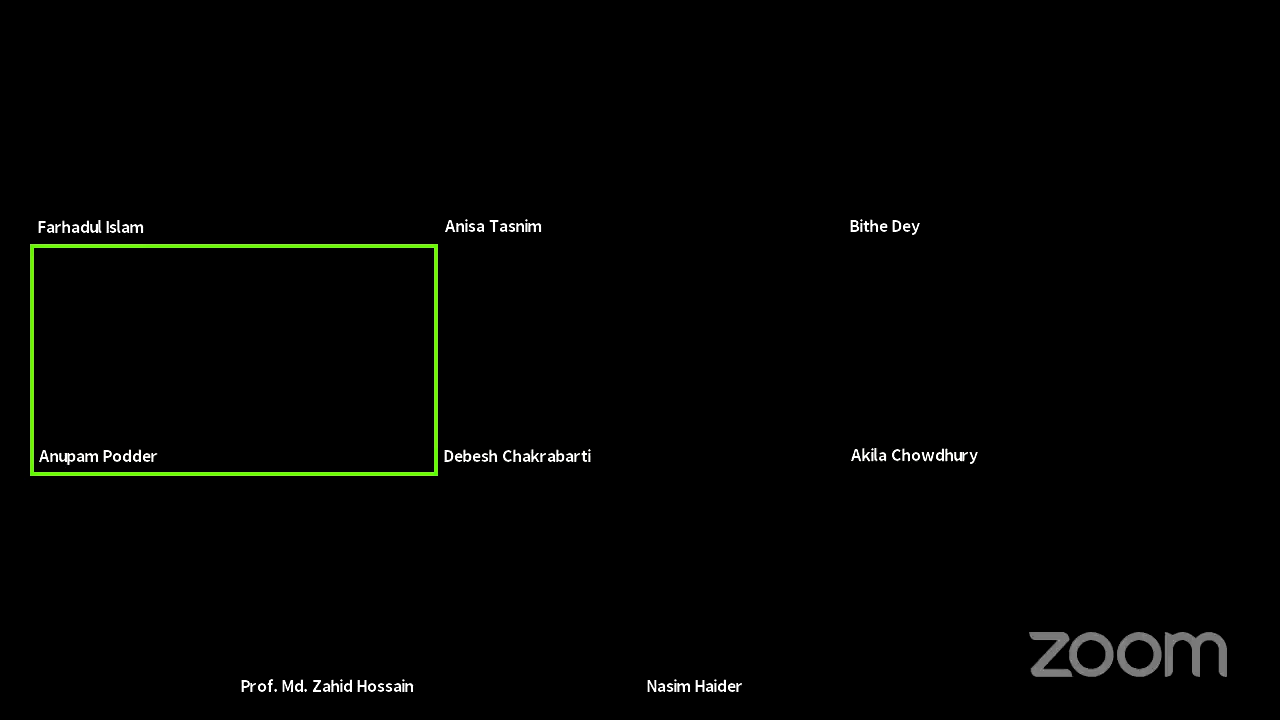 Farhadul Islam
Anisa Tasnim
Bithe Dey
Anupam Podder
Debesh Chakrabarti
Akila Chowdhury
zoom
Prof. Md. Zahid Hossain
Nasim Haider